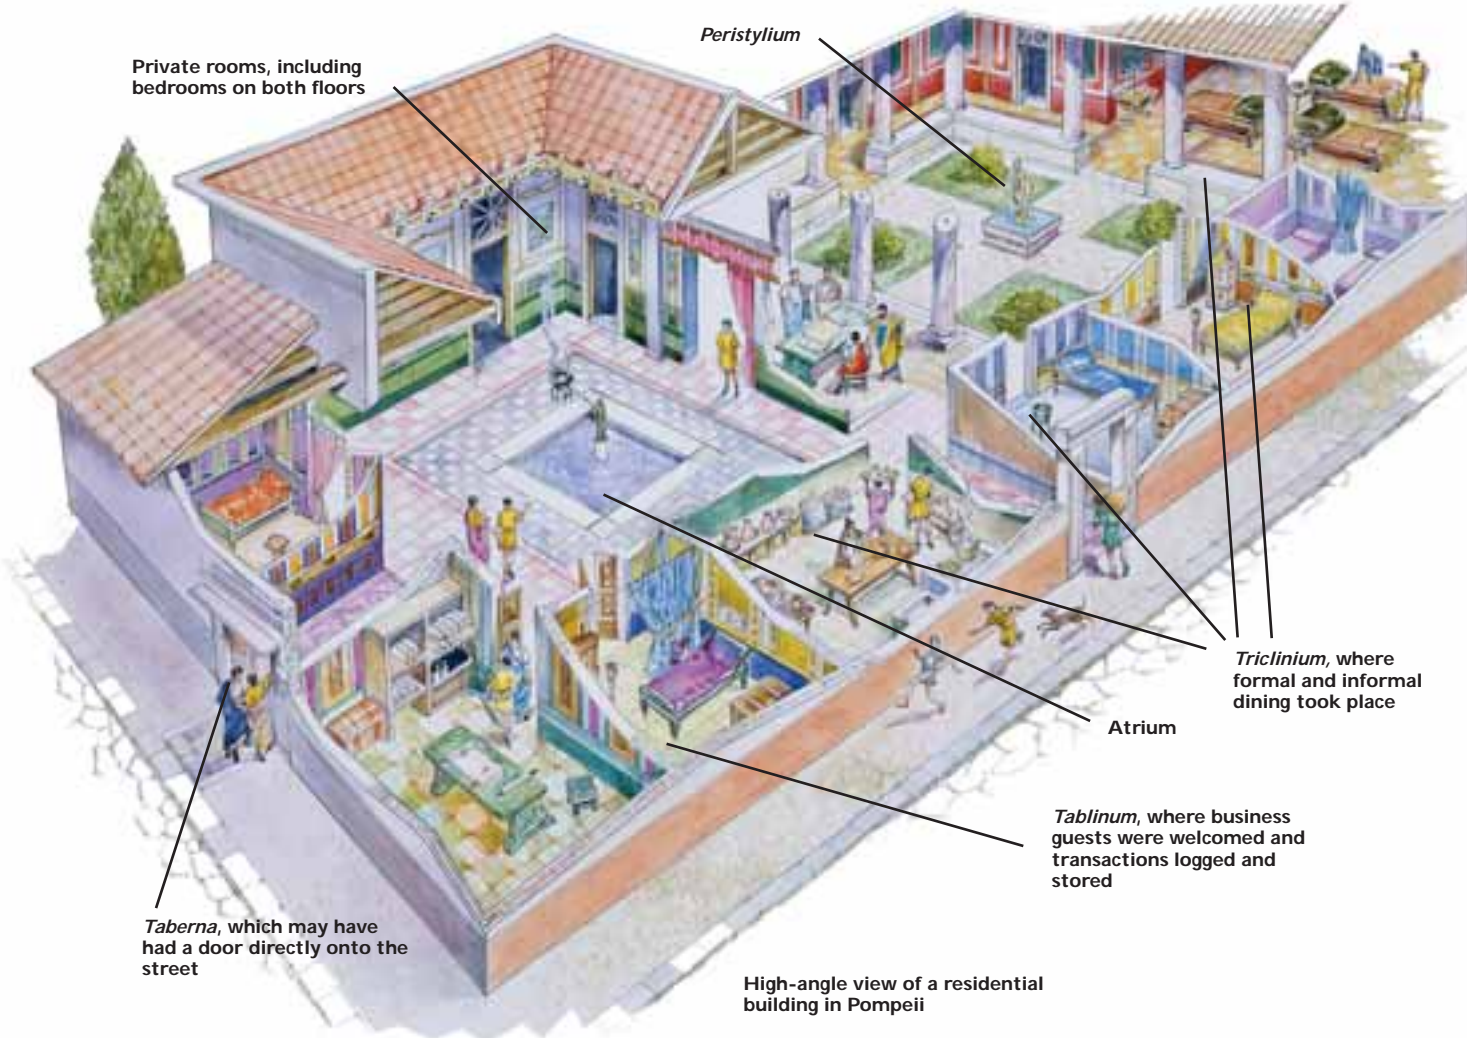 Peristylium
Private rooms, including
bedrooms on both floors
Triclinium, where
formal and informal
dining took place
Atrium
Tablinum, where business
guests were welcomed and
transactions logged and
stored
Taberna, which may have
had a door directly onto the
street
High-angle view of a residential
building in Pompeii